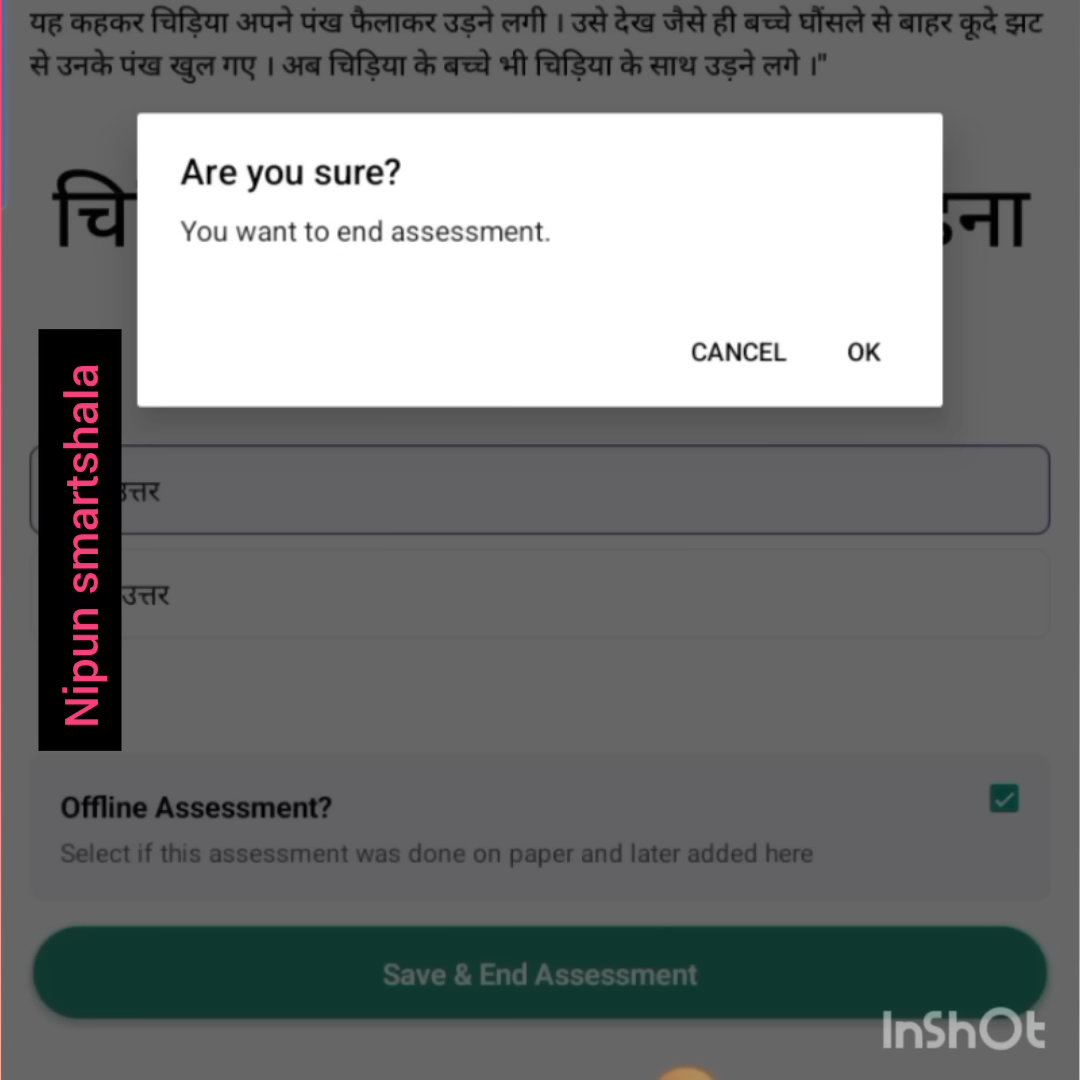 यह कहकर चिड़िया अपने पंख फैलाकर उड़ने लगी । उसे देख जैसे ही बच्चे घौंसले से बाहर कूदे झट
से उनके पंख खुल गए । अब चिड़िया के बच्चे भी चिड़िया के साथ उड़ने लगे ।"
Are you sure?
You want to end assessment.
CANCEL OK
Nipun smartshala
उत्तर
उत्तर
Offline Assessment?
Select if this assessment was done on paper and later added here
Save & End Assessment
InShOt